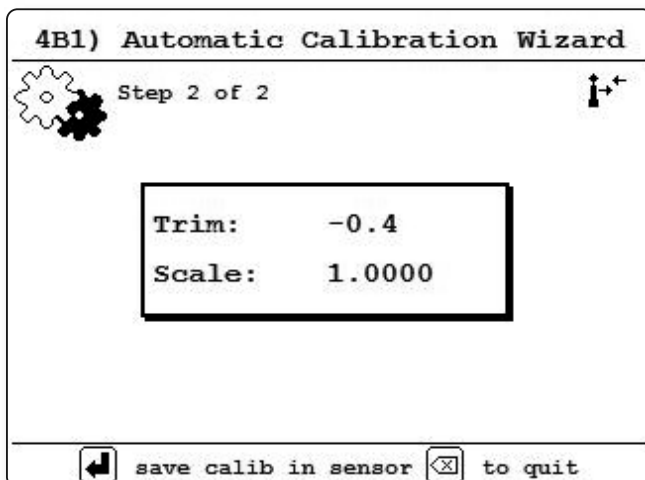 4B1) Automatic Calibration Wizard
Step 2 of 2
Trim: -0.4
Scale: 1.0000
save calib in sensor to quit